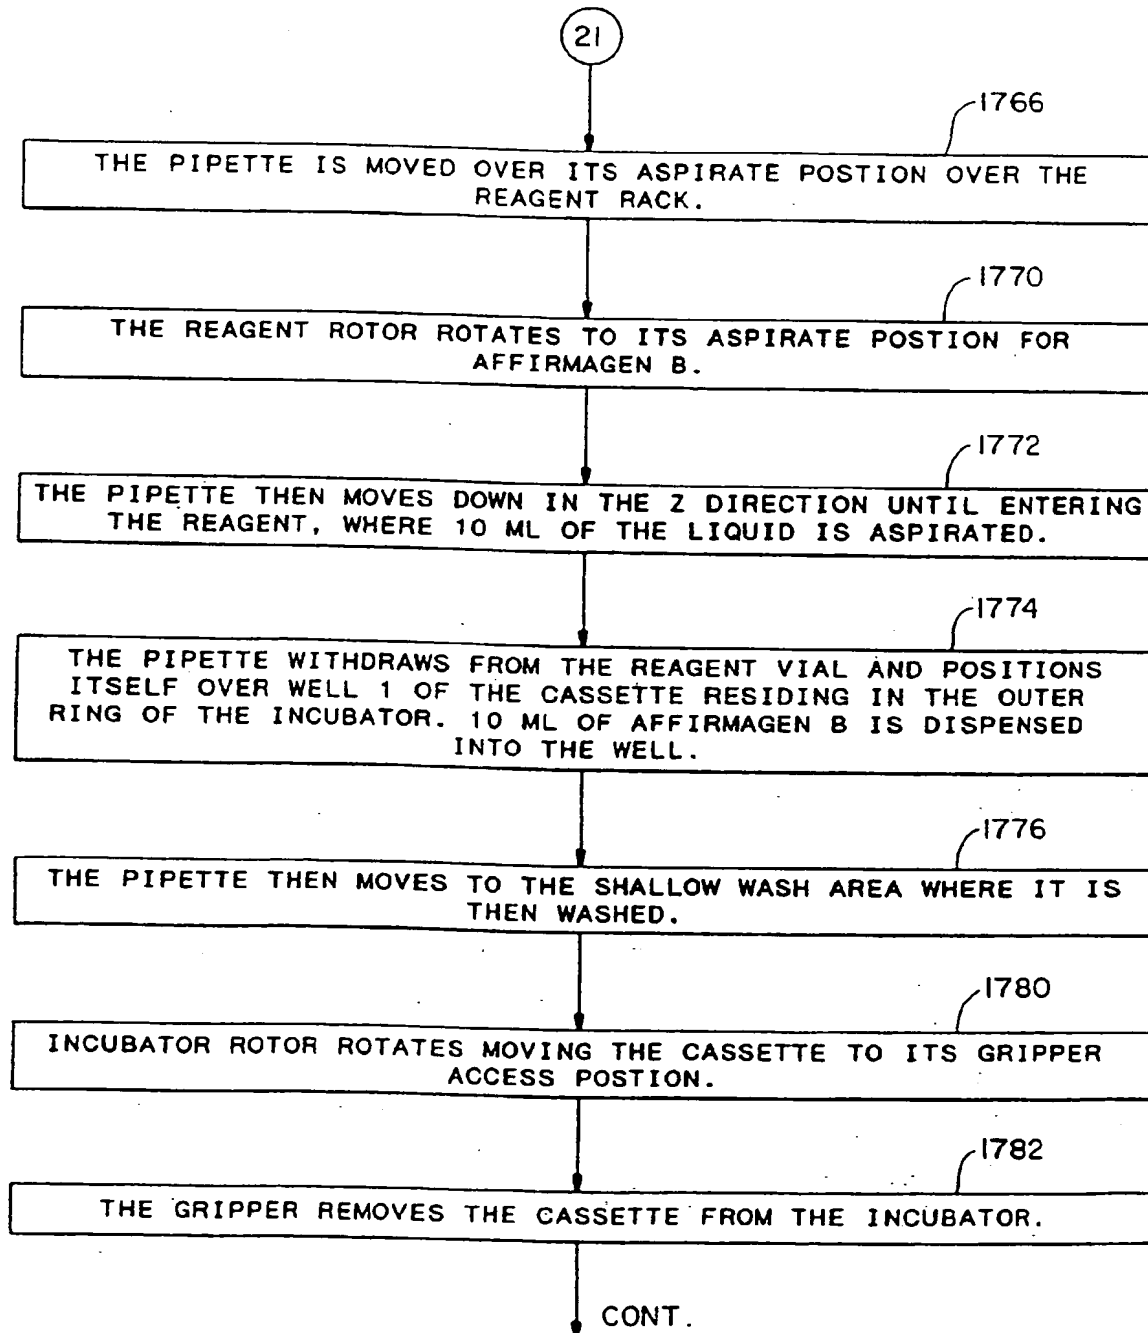 21
1766
THE PIPETTE IS MOVED OVER ITS ASPIRATE POSTION OVER THE
REAGENT RACK.
1770
THE REAGENT ROTOR ROTATES TO ITS ASPIRATE POSTION FOR
AFFIRMAGEN B.
1772
THE PIPETTE THEN MOVES DOWN IN THE Z DIRECTION UNTIL ENTERING
THE REAGENT, WHERE 10 ML OF THE LIQUID IS ASPIRATED.
1774
THE PIPETTE WITHDRAWS FROM THE REAGENT VIAL AND POSITIONS
ITSELF OVER WELL 1 OF THE CASSETTE RESIDING IN THE OUTER
RING OF THE INCUBATOR. 10 ML OF AFFIRMAGEN B IS DISPENSED
INTO THE WELL.
1776
THE PIPETTE THEN MOVES TO THE SHALLOW WASH AREA WHERE IT IS
THEN WASHED.
1780
INCUBATOR ROTOR ROTATES MOVING THE CASSETTE TO ITS GRIPPER
ACCESS POSTION.
1782
THE GRIPPER REMOVES THE CASSETTE FROM THE INCUBATOR.
CONT.